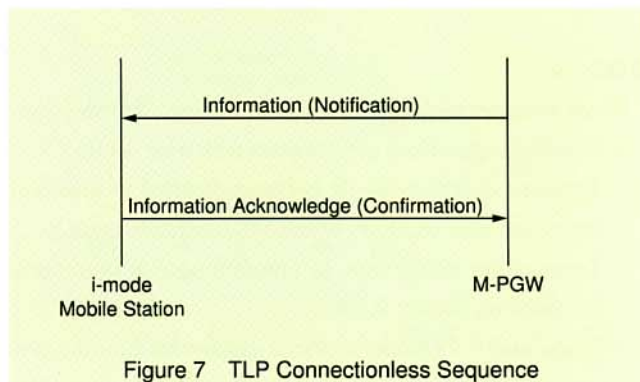 Information (Notification)
Information Acknowledge (Confirmation)
i-mode
Mobile Station
M-PGW
Figure 7 TLP Connectionless Sequence